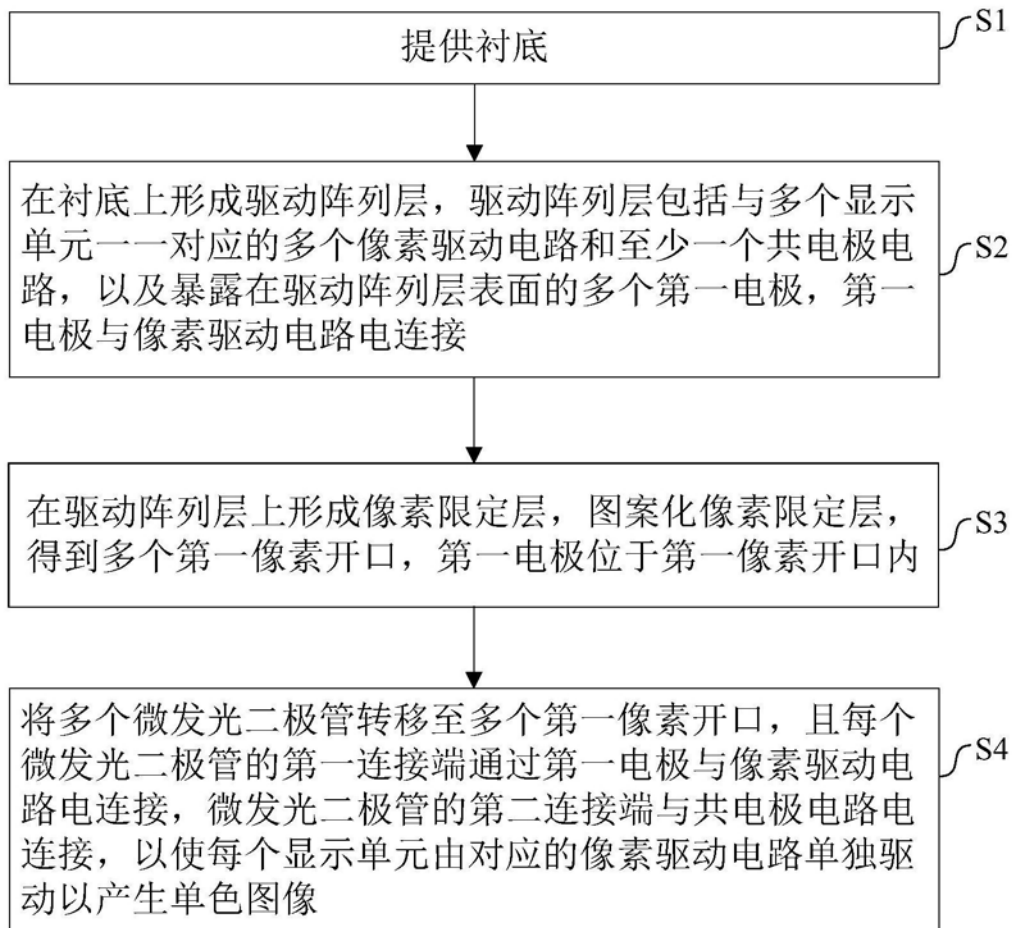 提供衬底
S1
在衬底上形成驱动阵列层，驱动阵列层包括与多个显示
单元一一对应的多个像素驱动电路和至少一个共电极电
路，以及暴露在驱动阵列层表面的多个第一电极，第一
电极与像素驱动电路电连接
S2
在驱动阵列层上形成像素限定层，图案化像素限定层，
得到多个第一像素开口，第一电极位于第一像素开口内
S3
将多个微发光二极管转移至多个第一像素开口，且每个
微发光二极管的第一连接端通过第一电极与像素驱动电
路电连接，微发光二极管的第二连接端与共电极电路电
连接，以使每个显示单元由对应的像素驱动电路单独驱
动以产生单色图像
S4